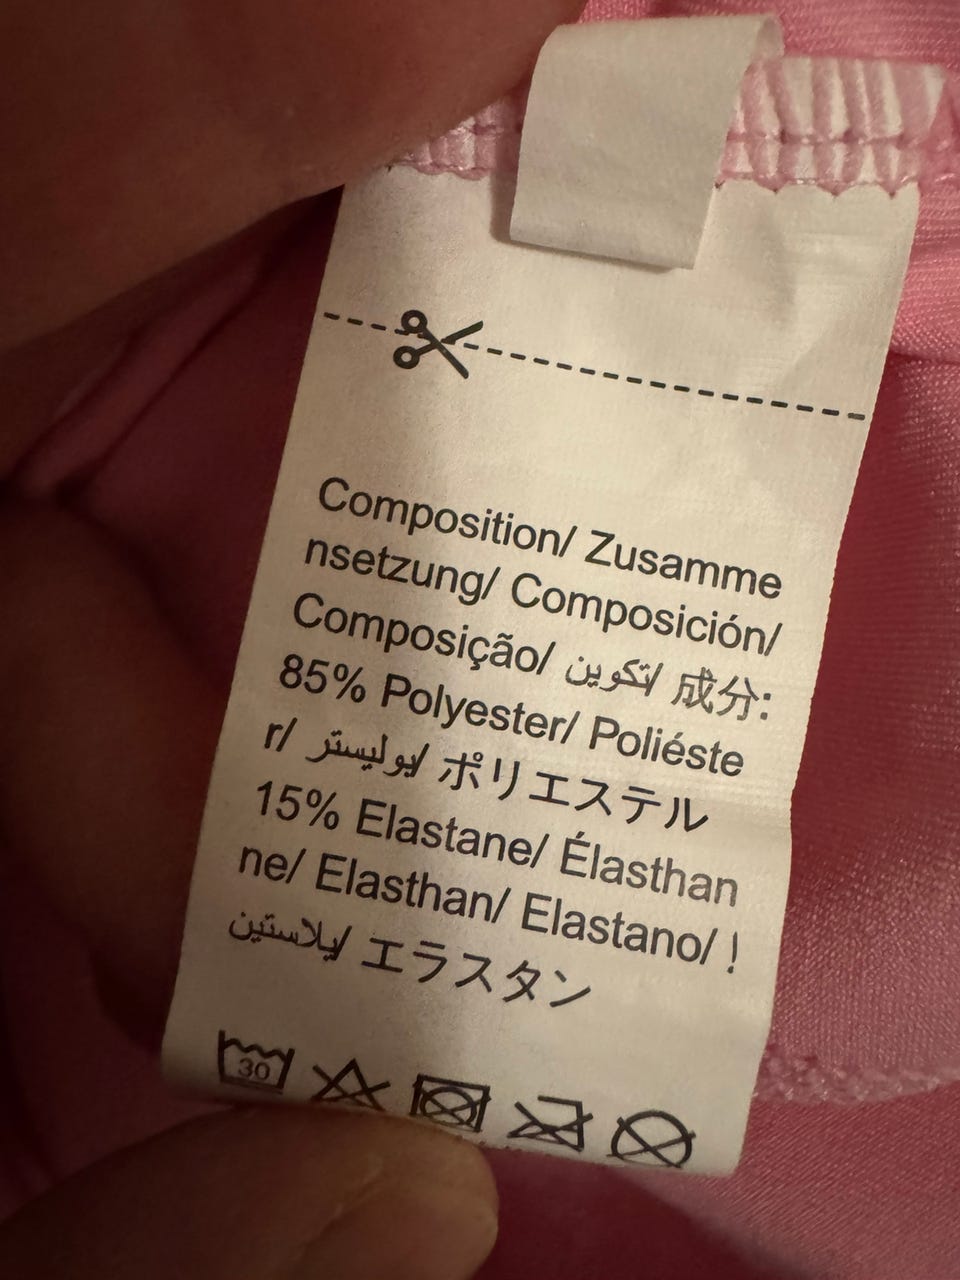 Composition/ Zusamme
nsetzung/ Composición/
Composição/ تكوين/ 成分:
85% Polyester/ Poliéste
r/ بوليستر/ ポリエステル
15% Elastane/ Élasthan
ne/ Elasthan/ Elastano/ إ
يلاستين/ エラスタン
30